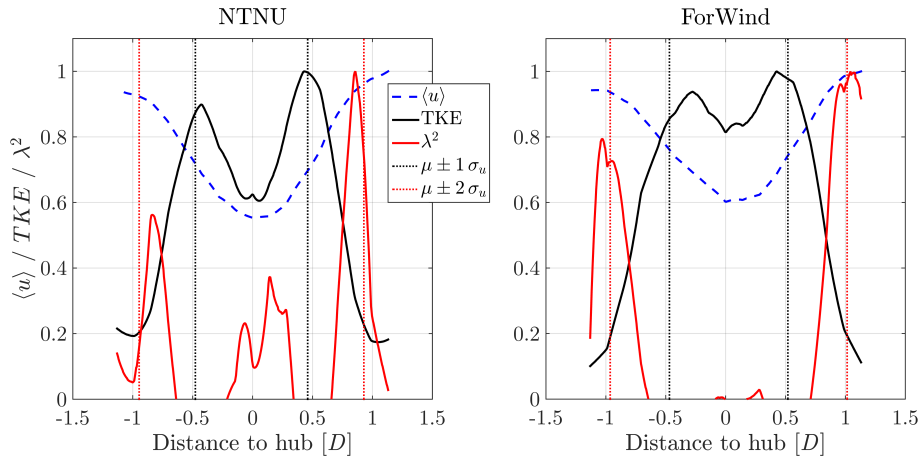 NTNU
ForWind
⟨u⟩ / TKE / λ²
1
0.8
0.6
0.4
0.2
0
-1.5 -1 -0.5 0 0.5 1 1.5
Distance to hub [D]
⟨u⟩
TKE
λ²
μ ± 1 σᵤ
μ ± 2 σᵤ
1
0.8
0.6
0.4
0.2
0
-1.5 -1 -0.5 0 0.5 1 1.5
Distance to hub [D]